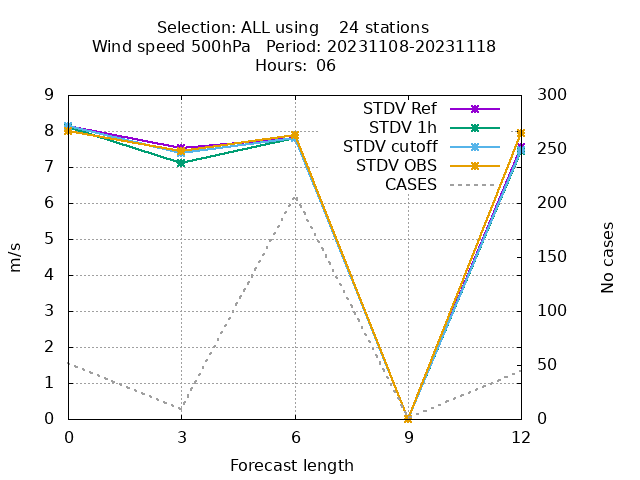 Selection: ALL using    24 stations
Wind speed 500hPa   Period: 20231108-20231118
Hours: 06
STDV Ref
STDV 1h
STDV cutoff
STDV OBS
CASES
9
8
7
6
5
4
3
2
1
0
300
250
200
150
100
50
0
m/s
No cases
0 3 6 9 12
Forecast length